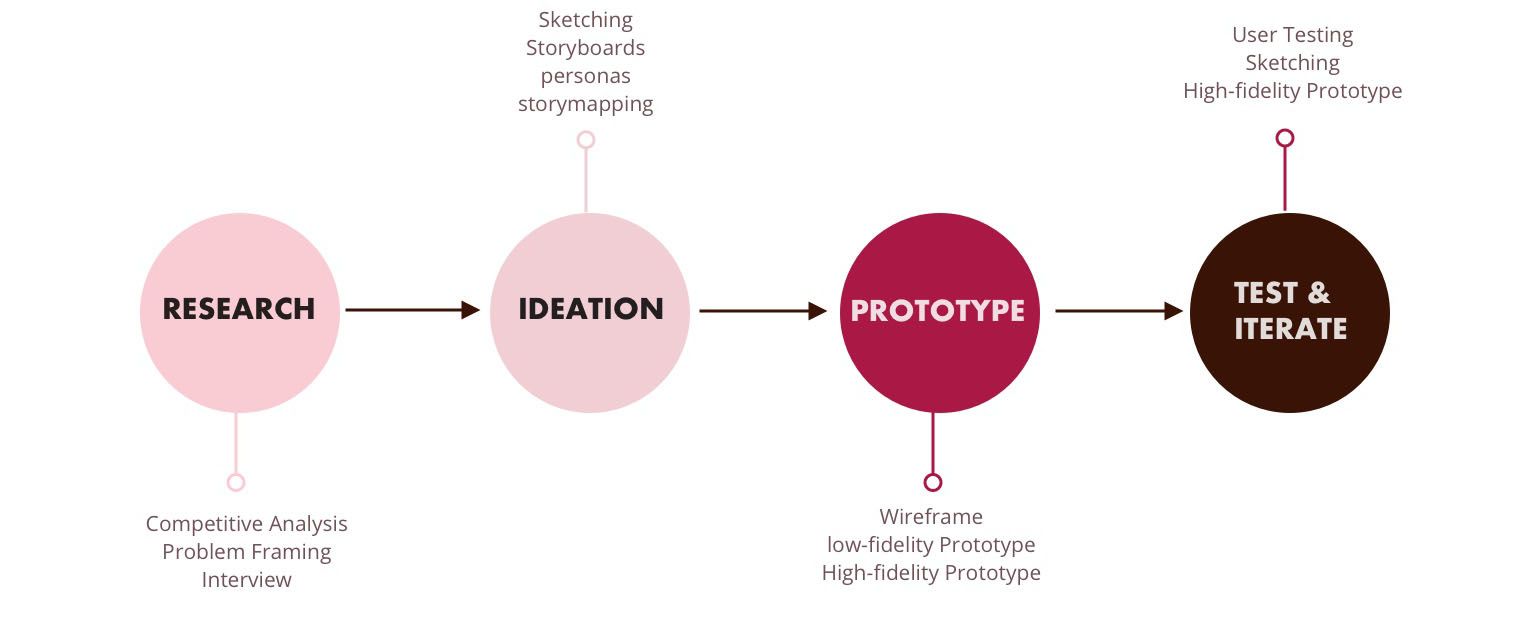 RESEARCH
Competitive Analysis
Problem Framing
Interview
Sketching
Storyboards
personas
storymapping
IDEATION
PROTOTYPE
Wireframe
low-fidelity Prototype
High-fidelity Prototype
User Testing
Sketching
High-fidelity Prototype
TEST &
ITERATE